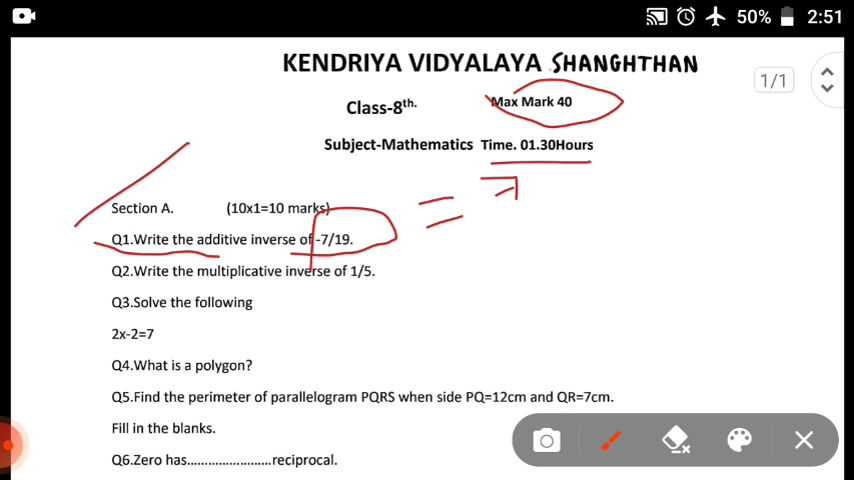 50% 2:51
KENDRIYA VIDYALAYA SHANGHTHAN
1/1
Class-8th. Max Mark 40
Subject-Mathematics Time. 01.30Hours
Section A. (10x1=10 marks)
Q1.Write the additive inverse of -7/19.
Q2.Write the multiplicative inverse of 1/5.
Q3.Solve the following
2x-2=7
Q4.What is a polygon?
Q5.Find the perimeter of parallelogram PQRS when side PQ=12cm and QR=7cm.
Fill in the blanks.
Q6.Zero has......................reciprocal.